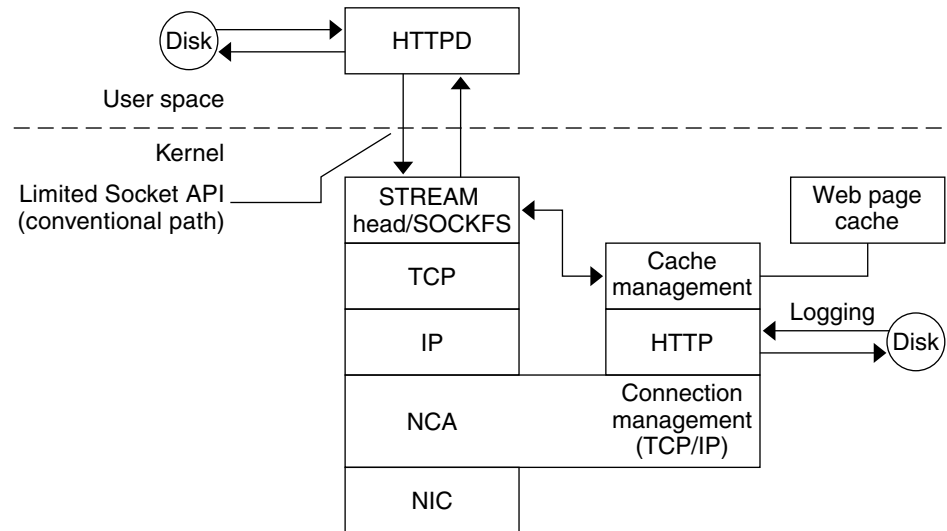 Disk
HTTPD
User space
Kernel
Limited Socket API
(conventional path)
STREAM
head/SOCKFS
Web page
cache
TCP
Cache
management
Logging
IP
HTTP
Disk
NCA
Connection
management
(TCP/IP)
NIC